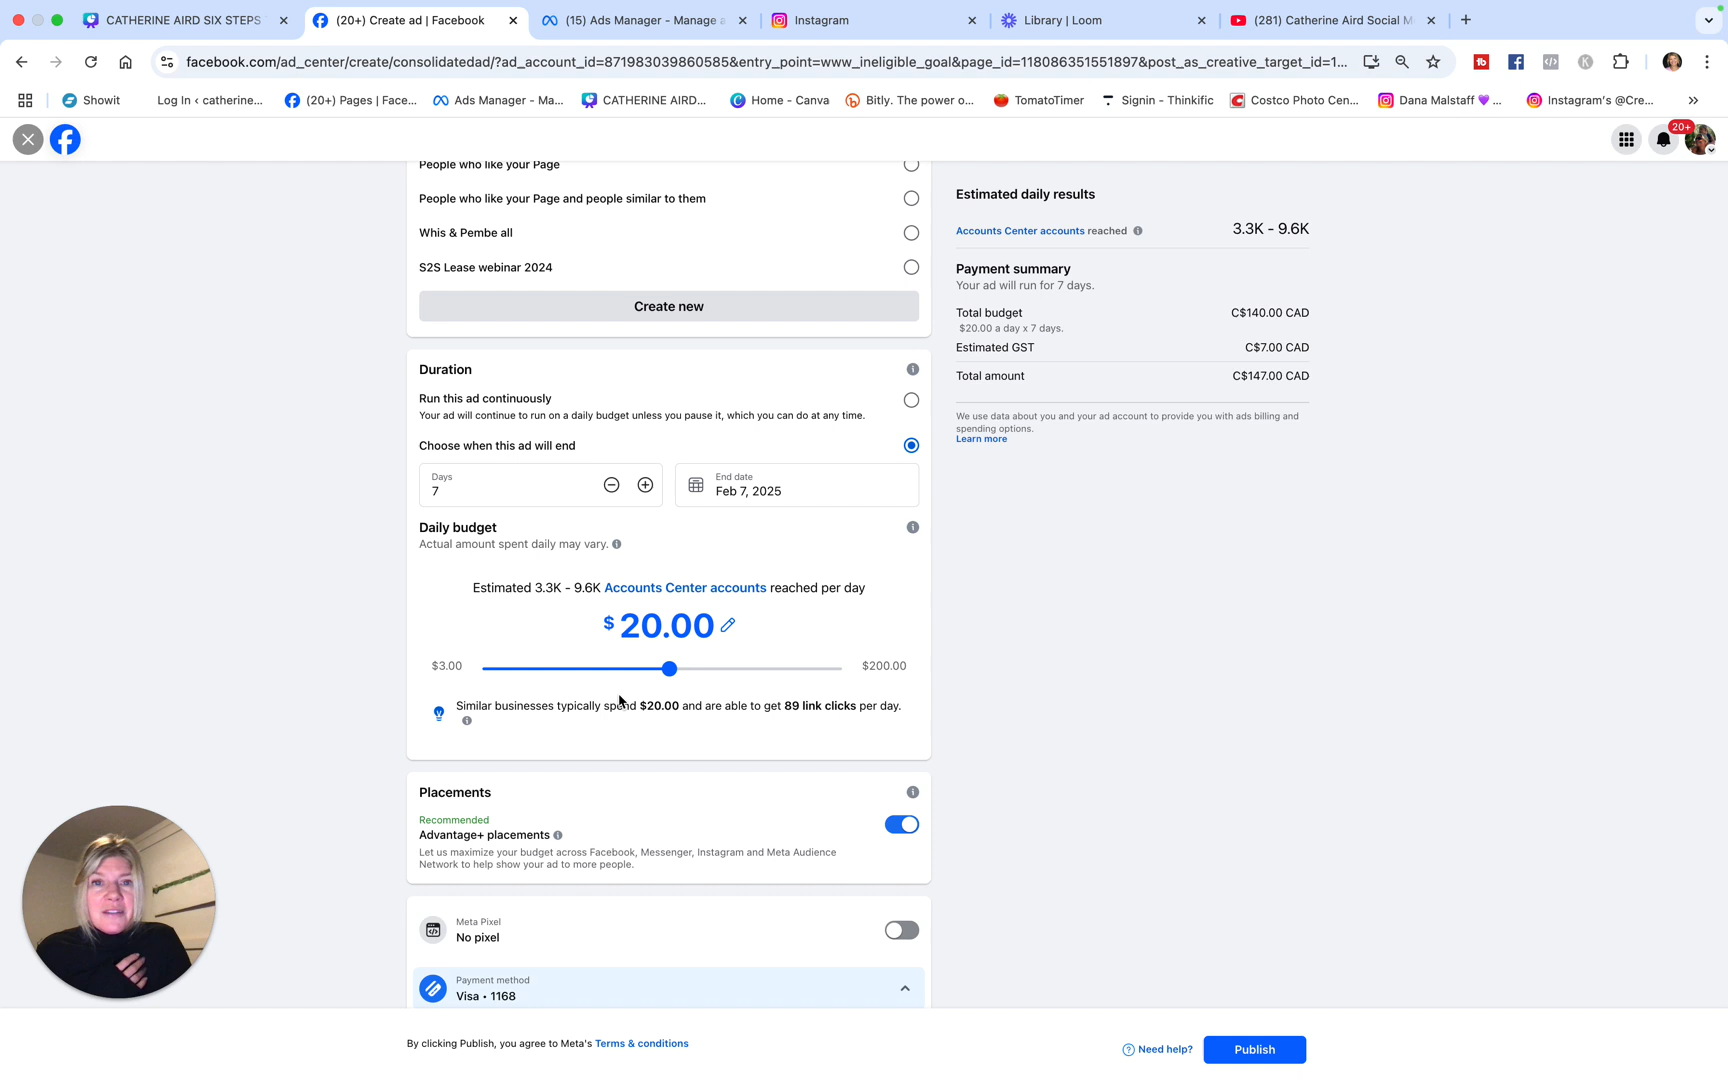 CATHERINE AIRD SIX STEPS
(20+) Create ad | Facebook
(15) Ads Manager - Manage a
Instagram
Library | Loom
(281) Catherine Aird Social M
facebook.com/ad_center/create/consolidatedad/?ad_account_id=871983039860585&entry_point=www_ineligible_goal&page_id=118086351551897&post_as_creative_target_id=1...
Showit
Log In ‹ catherine...
(20+) Pages | Face...
Ads Manager - Ma...
CATHERINE AIRD...
Home - Canva
Bitly. The power o...
TomatoTimer
Signin - Thinkific
Costco Photo Cen...
Dana Malstaff 💜 ...
Instagram's @Cre...
20+
People who like your Page
People who like your Page and people similar to them
Whis & Pembe all
S2S Lease webinar 2024
Create new
Duration
Run this ad continuously
Your ad will continue to run on a daily budget unless you pause it, which you can do at any time.
Choose when this ad will end
Days
7
End date
Feb 7, 2025
Daily budget
Actual amount spent daily may vary.
Estimated 3.3K - 9.6K Accounts Center accounts reached per day
$ 20.00
$3.00
$200.00
Similar businesses typically spend $20.00 and are able to get 89 link clicks per day.
Placements
Recommended
Advantage+ placements
Let us maximize your budget across Facebook, Messenger, Instagram and Meta Audience
Network to help show your ad to more people.
Meta Pixel
No pixel
Payment method
Visa • 1168
Estimated daily results
Accounts Center accounts reached
3.3K - 9.6K
Payment summary
Your ad will run for 7 days.
Total budget
C$140.00 CAD
$20.00 a day x 7 days.
Estimated GST
C$7.00 CAD
Total amount
C$147.00 CAD
We use data about you and your ad account to provide you with ads billing and
spending options.
Learn more
By clicking Publish, you agree to Meta's Terms & conditions
Need help?
Publish